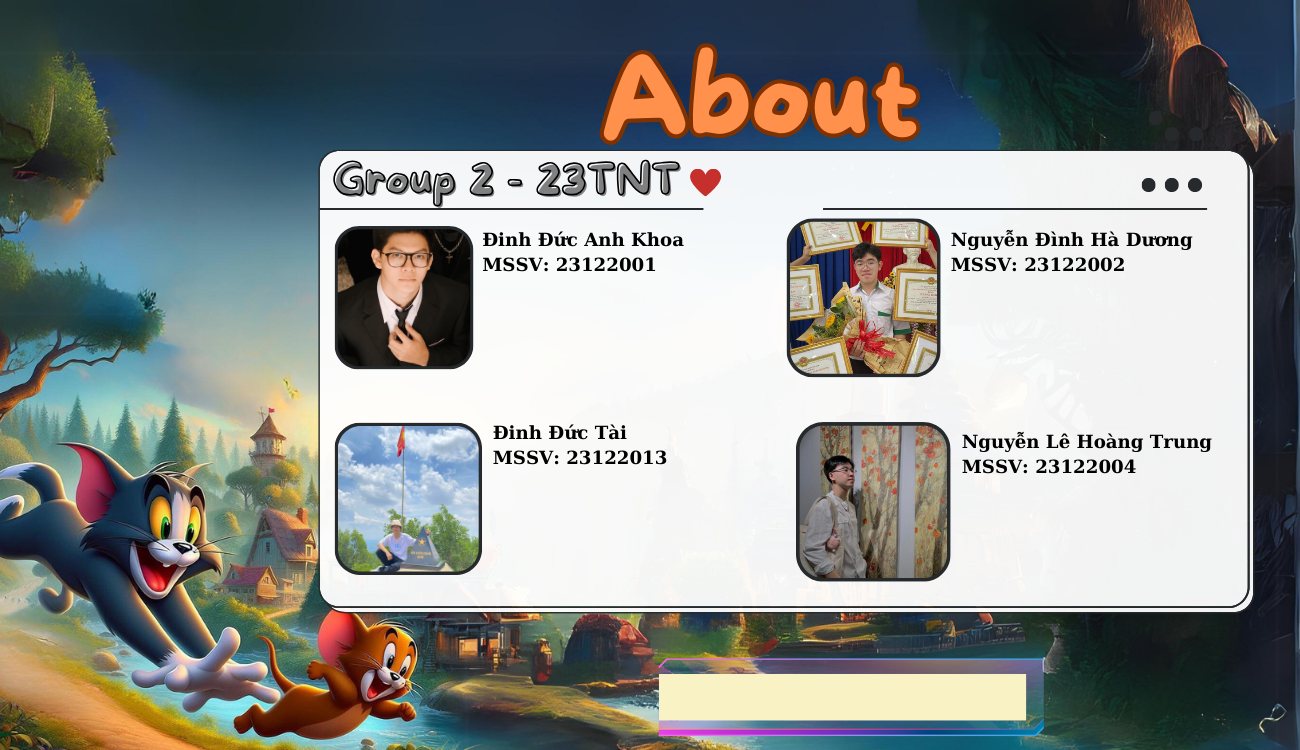 About
Group 2 - 23TNT
Đinh Đức Anh Khoa
MSSV: 23122001
Nguyễn Đình Hà Dương
MSSV: 23122002
Đinh Đức Tài
MSSV: 23122013
Nguyễn Lê Hoàng Trung
MSSV: 23122004